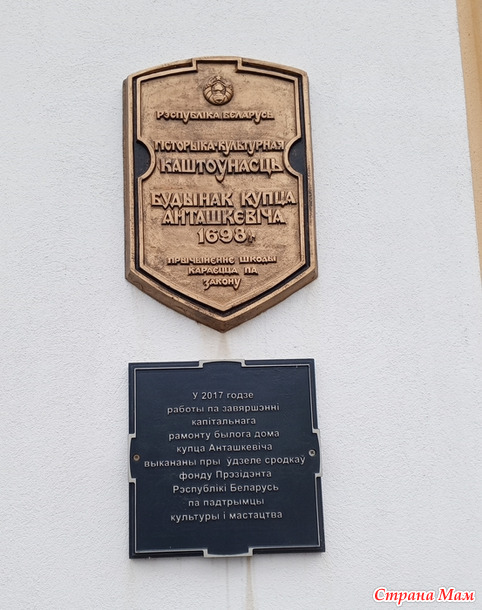 Рэспубліка Беларусь
гісторыка-культурная
каштоўнасць
Будынак купца
Анташкевіча
1698 г.
прычыненне шкоды
караецца па
закону
У 2017 годзе
работы па завяршэнні
капітальнага
рамонту былога дома
купца Анташкевіча
выкананы пры ўдзеле сродкаў
фонду Прэзідэнта
Рэспублікі Беларусь
па падтрымцы
культуры і мастацтва
Страна Мам